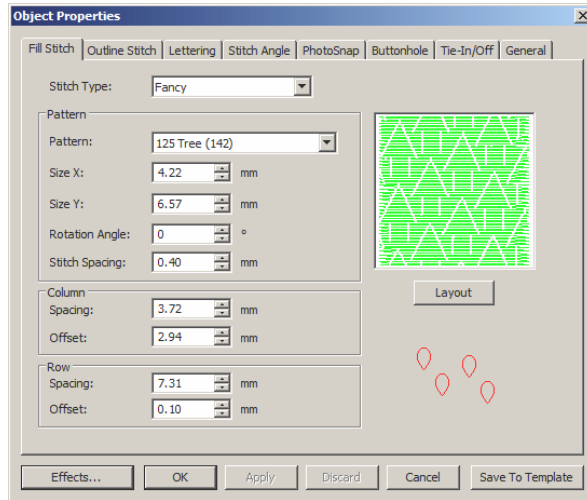 Object Properties
Fill Stitch Outline Stitch Lettering Stitch Angle PhotoSnap Buttonhole Tie-In/Off General
Stitch Type: Fancy
Pattern
Pattern: 125 Tree (142)
Size X: 4.22 mm
Size Y: 6.57 mm
Rotation Angle: 0 °
Stitch Spacing: 0.40 mm
Layout
Column
Spacing: 3.72 mm
Offset: 2.94 mm
Row
Spacing: 7.31 mm
Offset: 0.10 mm
Effects... OK Apply Discard Cancel Save To Template